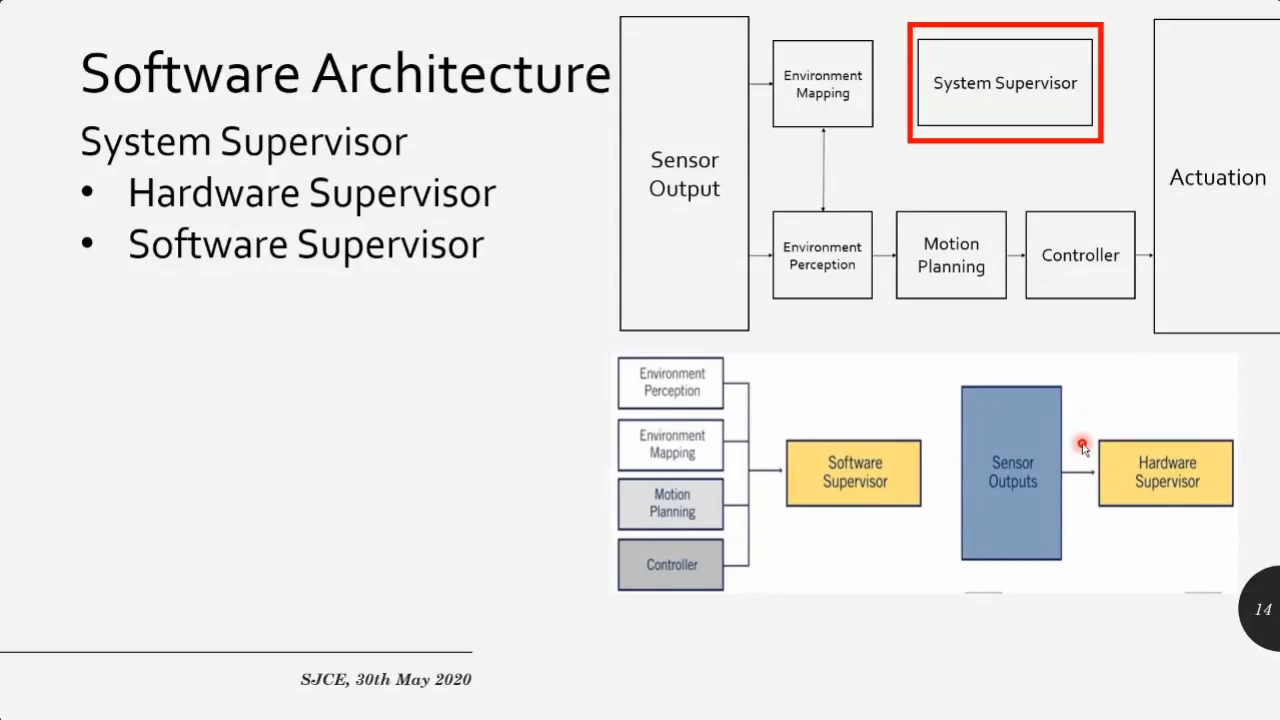 Software Architecture
System Supervisor
• Hardware Supervisor
• Software Supervisor
Sensor
Output
Environment
Mapping
System Supervisor
Environment
Perception
Motion
Planning
Controller
Actuation
Environment
Perception
Environment
Mapping
Motion
Planning
Controller
Software
Supervisor
Sensor
Outputs
Hardware
Supervisor
14
SJCE, 30th May 2020